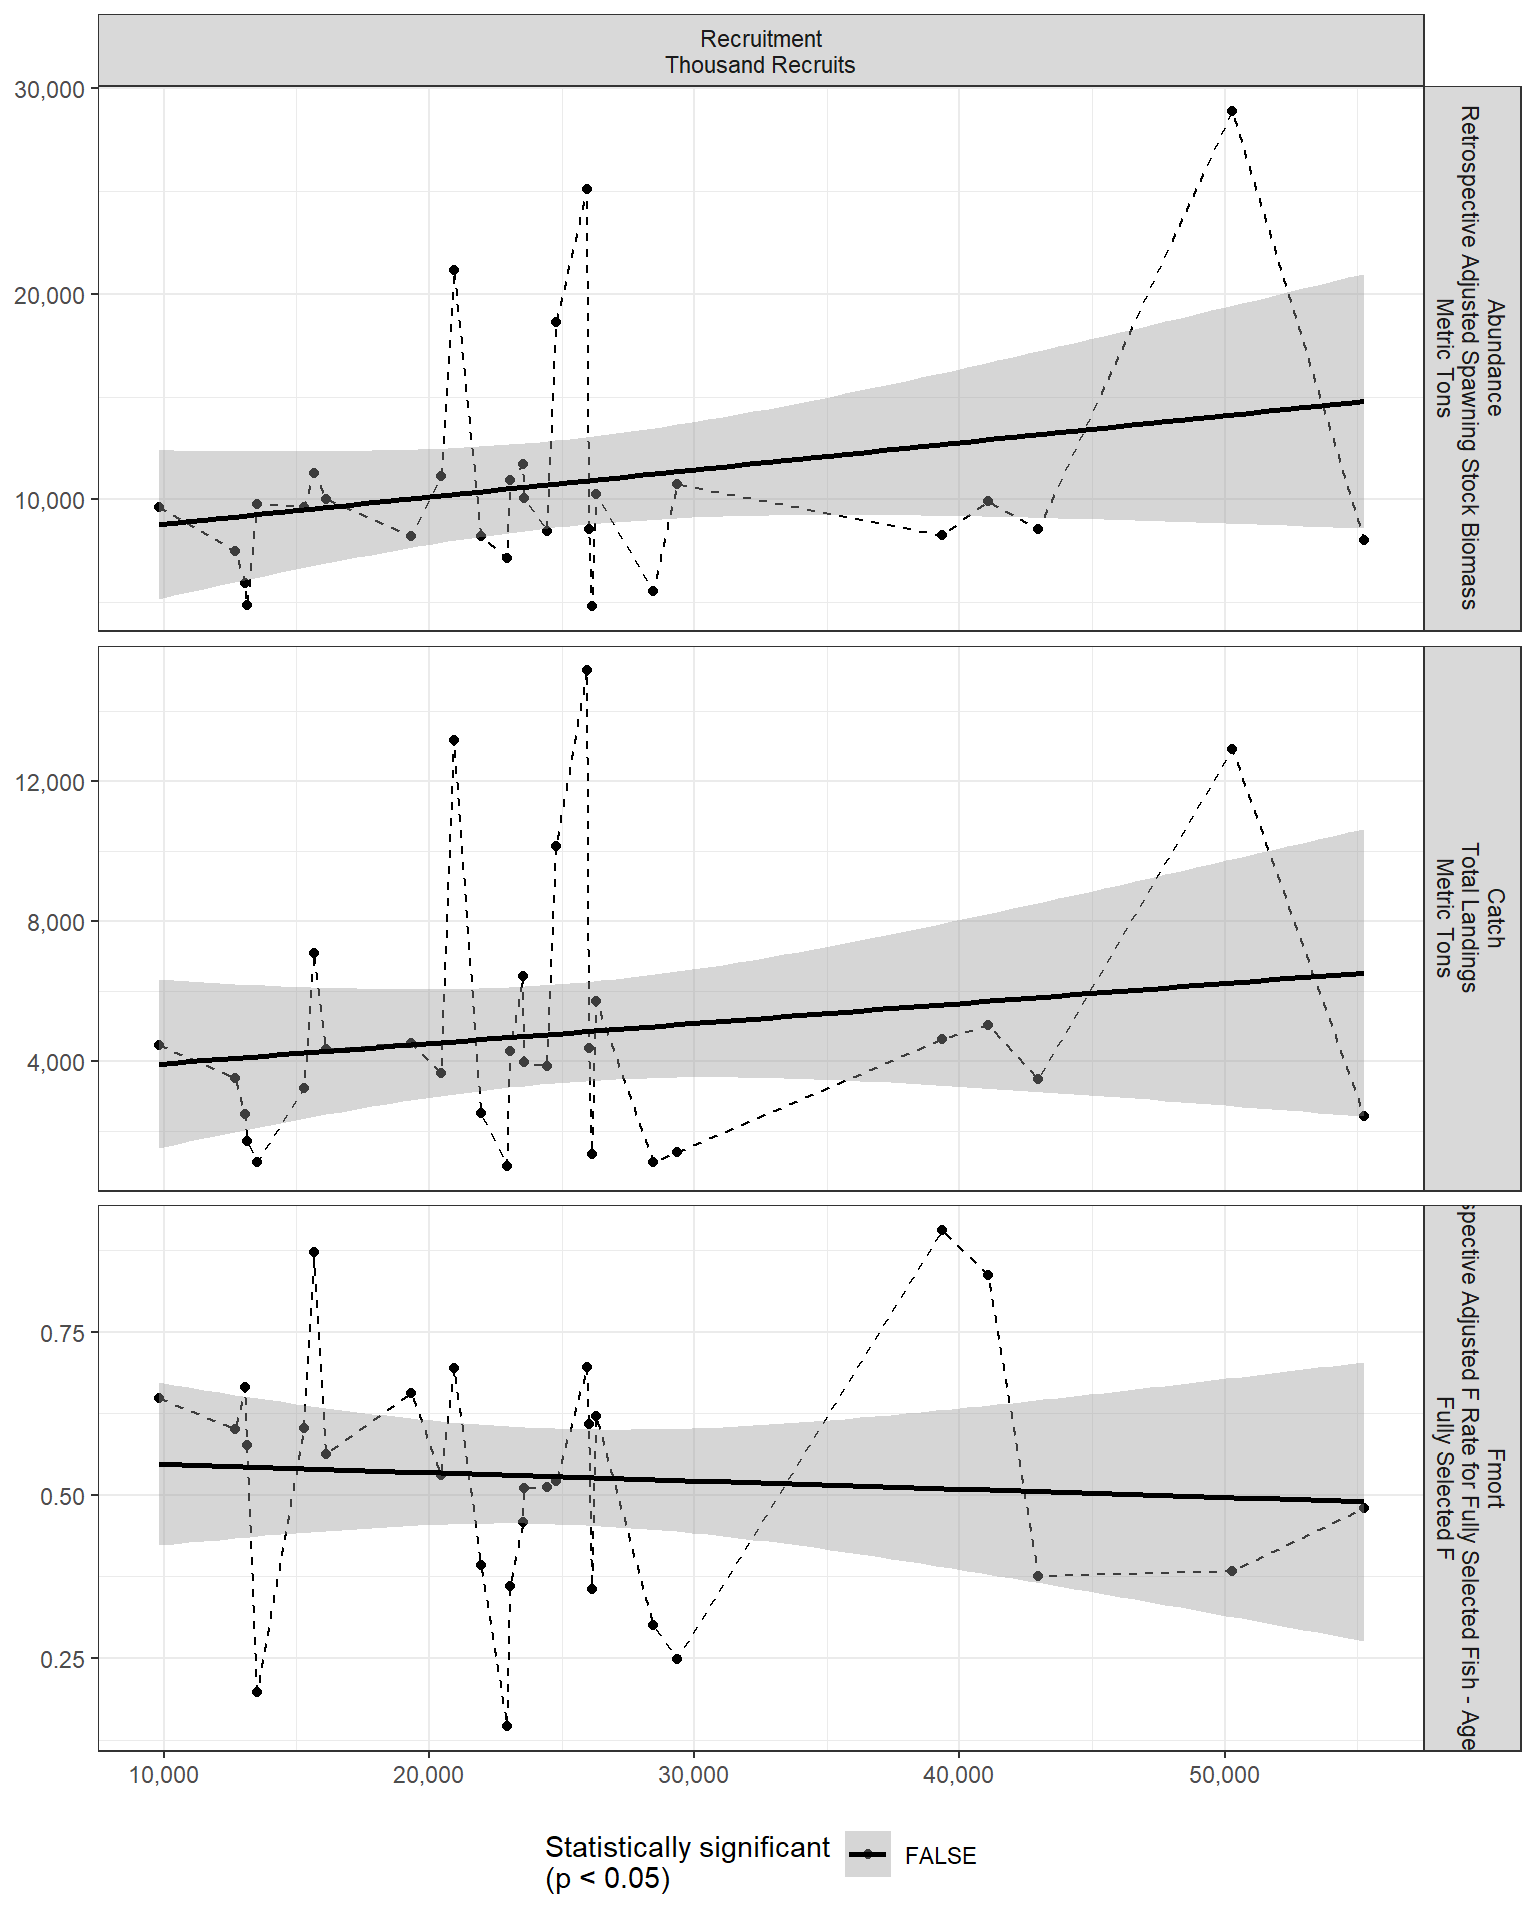 Recruitment
Thousand Recruits
30,000
20,000
10,000
Abundance
Retrospective Adjusted Spawning Stock Biomass
Metric Tons
12,000
8,000
4,000
Catch
Total Landings
Metric Tons
0.75
0.50
0.25
Fmort
spective Adjusted F Rate for Fully Selected Fish - Age
Fully Selected F
10,000
20,000
30,000
40,000
50,000
Statistically significant
(p < 0.05)
FALSE